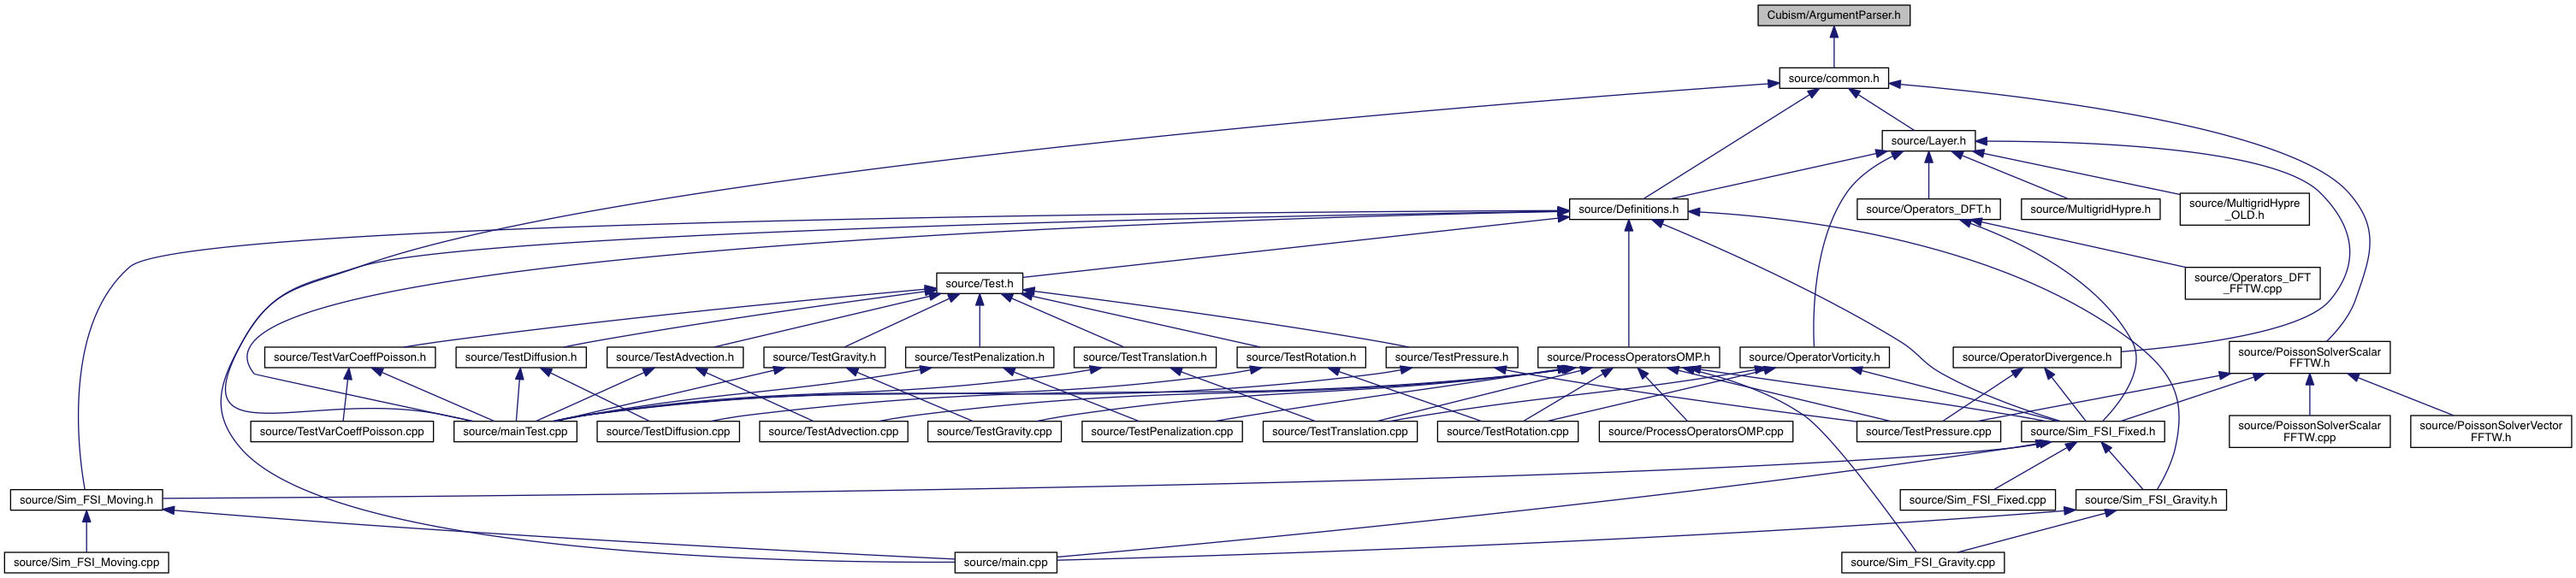 Cubism/ArgumentParser.h
source/common.h
source/Layer.h
source/Definitions.h
source/Operators_DFT.h
source/MultigridHypre.h
source/MultigridHypre
_OLD.h
source/Test.h
source/Operators_DFT
_FFTW.cpp
source/TestVarCoeffPoisson.h
source/TestDiffusion.h
source/TestAdvection.h
source/TestGravity.h
source/TestPenalization.h
source/TestTranslation.h
source/TestRotation.h
source/TestPressure.h
source/ProcessOperatorsOMP.h
source/OperatorVorticity.h
source/OperatorDivergence.h
source/PoissonSolverScalar
FFTW.h
source/TestVarCoeffPoisson.cpp
source/mainTest.cpp
source/TestDiffusion.cpp
source/TestAdvection.cpp
source/TestGravity.cpp
source/TestPenalization.cpp
source/TestTranslation.cpp
source/TestRotation.cpp
source/ProcessOperatorsOMP.cpp
source/TestPressure.cpp
source/Sim_FSI_Fixed.h
source/PoissonSolverScalar
FFTW.cpp
source/PoissonSolverVector
FFTW.h
source/Sim_FSI_Moving.h
source/Sim_FSI_Fixed.cpp
source/Sim_FSI_Gravity.h
source/Sim_FSI_Moving.cpp
source/main.cpp
source/Sim_FSI_Gravity.cpp